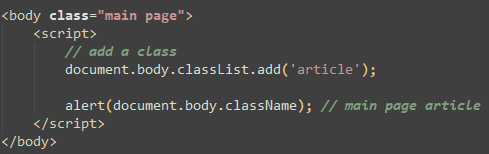 <body class="main page">
<script>
// add a class
document.body.classList.add('article');
alert(document.body.className); // main page article
</script>
</body>